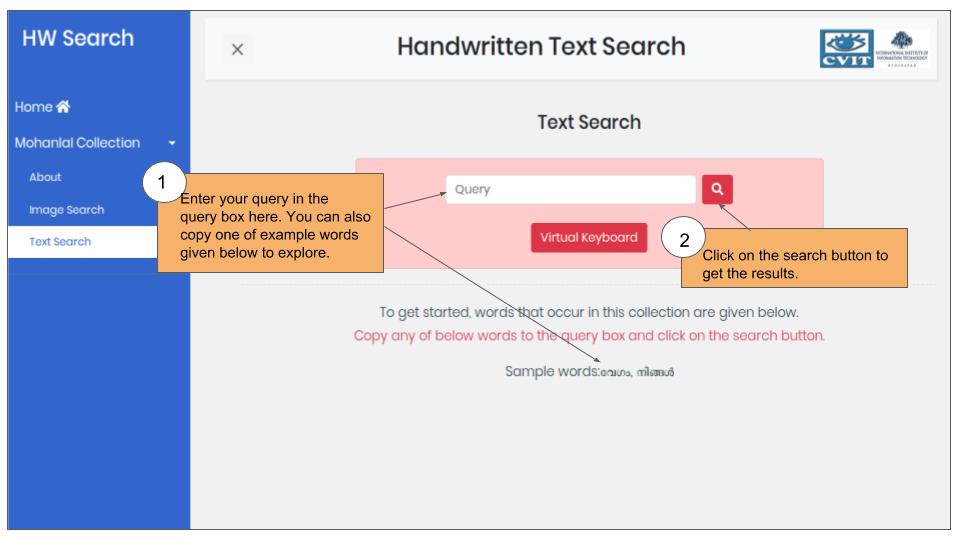 HW Search
Home
Mohanlal Collection
About
Image Search
Text Search
Handwritten Text Search
CVIT
INTERNATIONAL INSTITUTE OF
INFORMATION TECHNOLOGY
HYDERABAD
Text Search
Query
Virtual Keyboard
1
Enter your query in the
query box here. You can also
copy one of example words
given below to explore.
2
Click on the search button to
get the results.
To get started, words that occur in this collection are given below.
Copy any of below words to the query box and click on the search button.
Sample words:വേഗം, നിങ്ങൾ